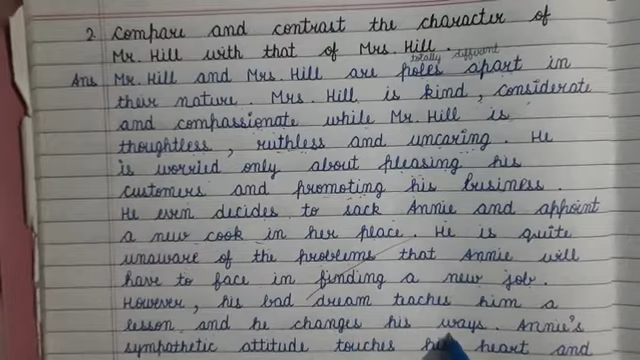 2 Compare and contrast the character of
Mr. Hill with that of Mrs. Hill.
totally different
Ans Mr. Hill and Mrs. Hill are poles apart in
their nature. Mrs. Hill is kind, considerate
and compassionate while Mr. Hill is
thoughtless, ruthless and uncaring. He
is worried only about pleasing his
customers and promoting his business.
He even decides to sack Annie and appoint
a new cook in her place. He is quite
unaware of the problems that Annie will
have to face in finding a new job.
However, his bad dream teaches him a
lesson and he changes his ways. Annie's
sympathetic attitude touches his heart and